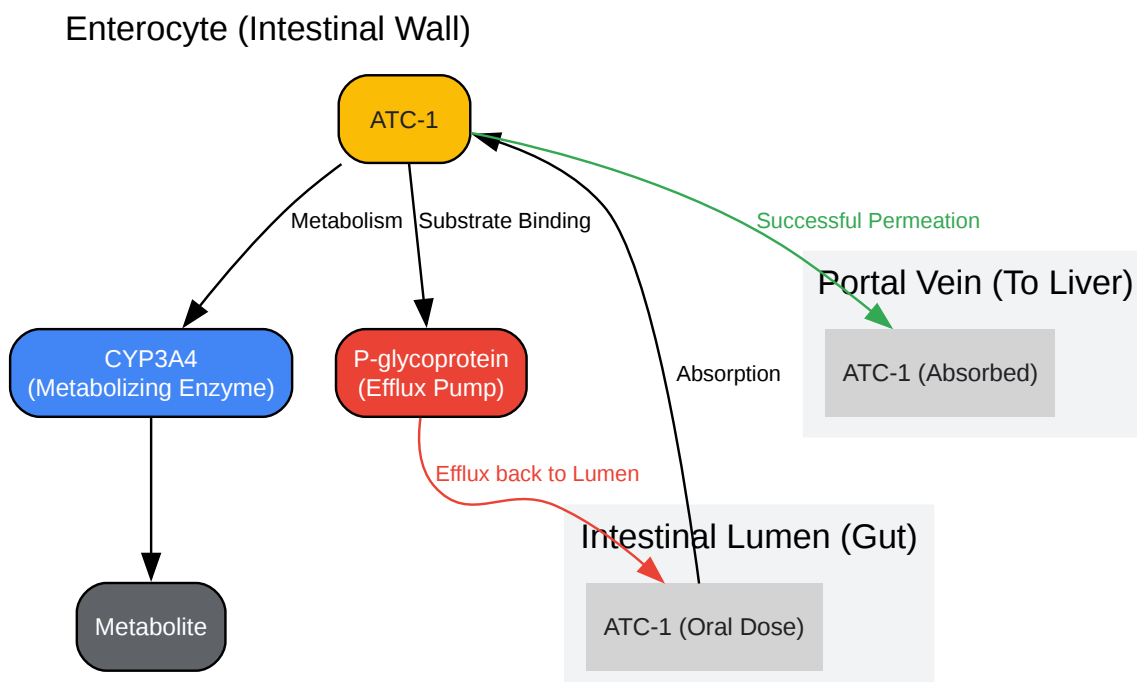 Enterocyte (Intestinal Wall)
ATC-1
Metabolism
Substrate Binding
Successful Permeation
Portal Vein (To Liver)
CYP3A4
(Metabolizing Enzyme)
P-glycoprotein
(Efflux Pump)
Absorption
ATC-1 (Absorbed)
Efflux back to Lumen
Intestinal Lumen (Gut)
Metabolite
ATC-1 (Oral Dose)